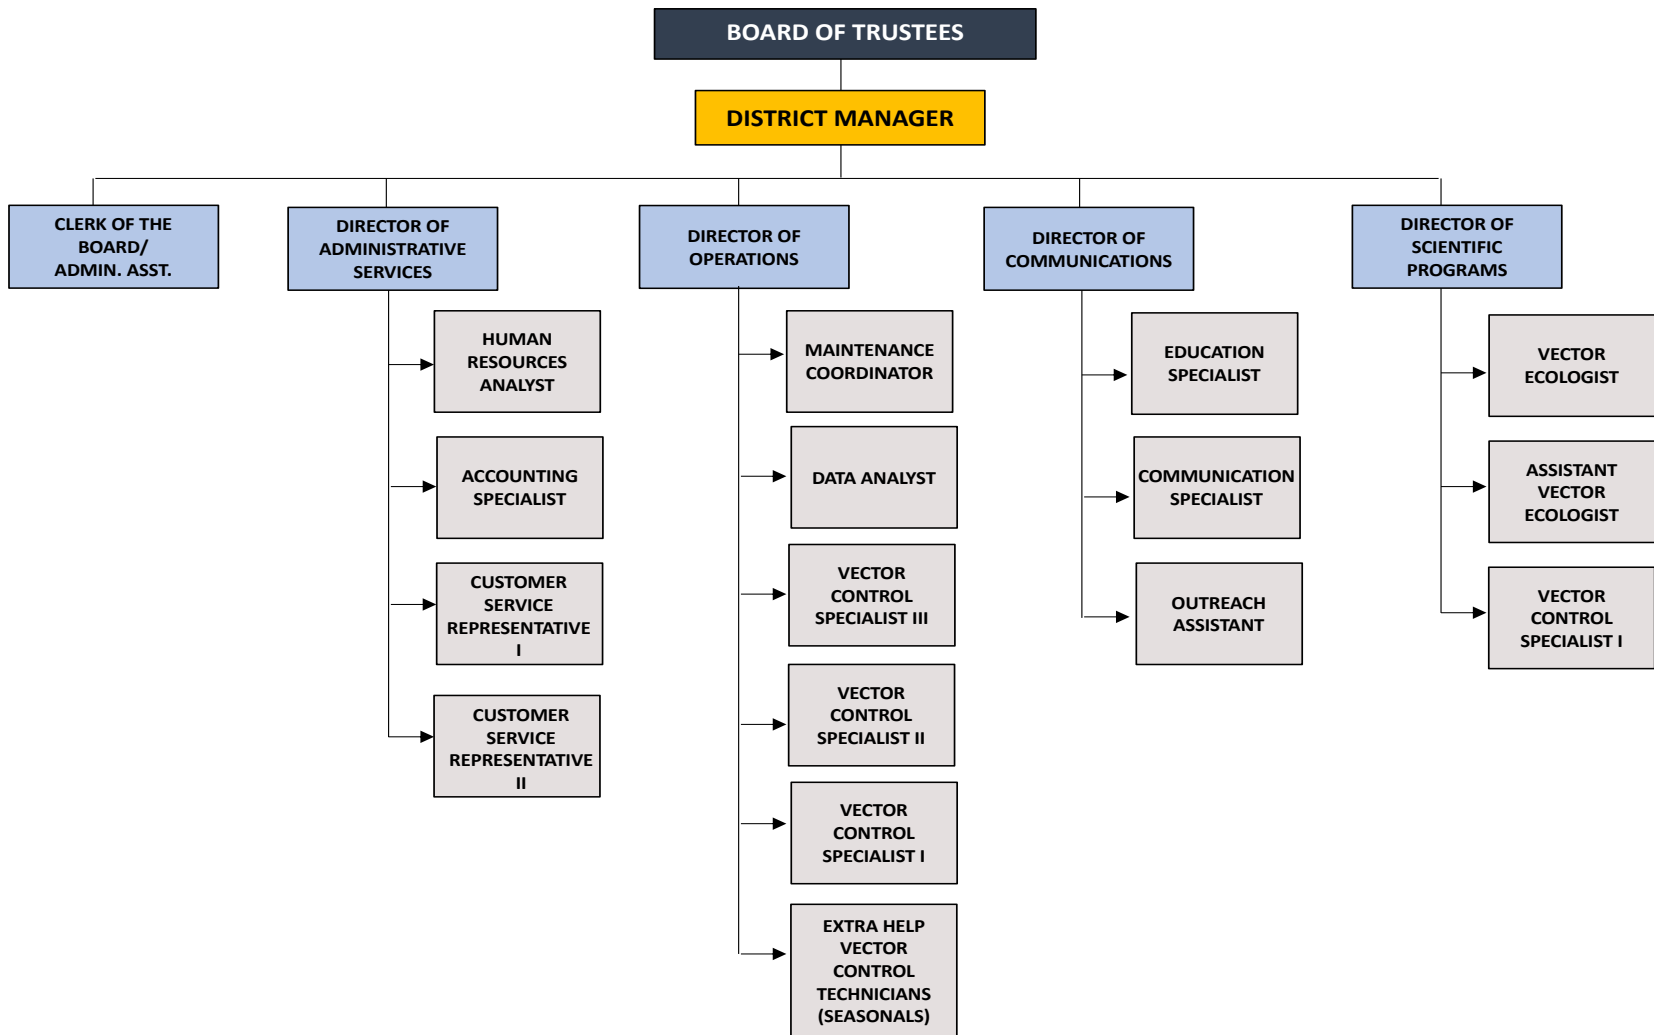 BOARD OF TRUSTEES
DISTRICT MANAGER
CLERK OF THE
BOARD/
ADMIN. ASST.
DIRECTOR OF
ADMINISTRATIVE
SERVICES
DIRECTOR OF
OPERATIONS
DIRECTOR OF
COMMUNICATIONS
DIRECTOR OF
SCIENTIFIC
PROGRAMS
HUMAN
RESOURCES
ANALYST
ACCOUNTING
SPECIALIST
CUSTOMER
SERVICE
REPRESENTATIVE
I
CUSTOMER
SERVICE
REPRESENTATIVE
II
MAINTENANCE
COORDINATOR
DATA ANALYST
VECTOR
CONTROL
SPECIALIST III
VECTOR
CONTROL
SPECIALIST II
VECTOR
CONTROL
SPECIALIST I
EXTRA HELP
VECTOR
CONTROL
TECHNICIANS
(SEASONALS)
EDUCATION
SPECIALIST
COMMUNICATION
SPECIALIST
OUTREACH
ASSISTANT
VECTOR
ECOLOGIST
ASSISTANT
VECTOR
ECOLOGIST
VECTOR
CONTROL
SPECIALIST I